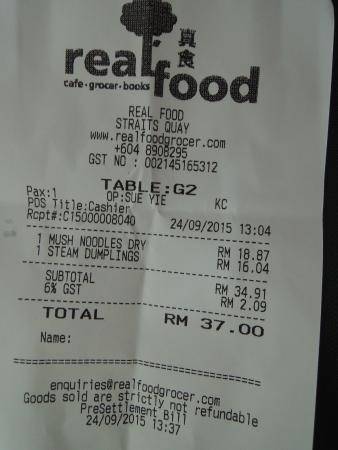 real food
真食
cafe·grocer·books
REAL FOOD
STRAITS QUAY
www.realfoodgrocer.com
+604 8908295
GST NO : 002145165312
TABLE:G2
Pax:1 OP:SUE YIE KC
POS Title:Cashier
Rcpt#:C15000008040 24/09/2015 13:04
1 MUSH NOODLES DRY RM 18.87
1 STEAM DUMPLINGS RM 16.04
SUBTOTAL RM 34.91
6% GST RM 2.09
TOTAL RM 37.00
Name:
enquiries@realfoodgrocer.com
Goods sold are strictly not refundable
PreSettlement Bill
24/09/2015 13:37